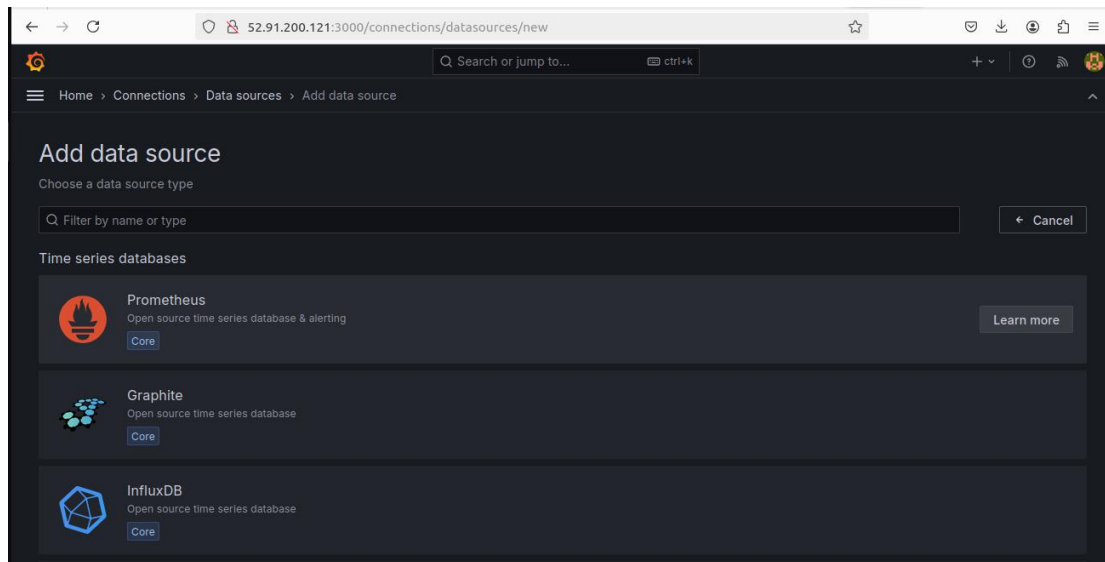 52.91.200.121:3000/connections/datasources/new
Search or jump to... ctrl+k
Home › Connections › Data sources › Add data source
Add data source
Choose a data source type
Filter by name or type
Cancel
Time series databases
Prometheus
Open source time series database & alerting
Core
Learn more
Graphite
Open source time series database
Core
InfluxDB
Open source time series database
Core